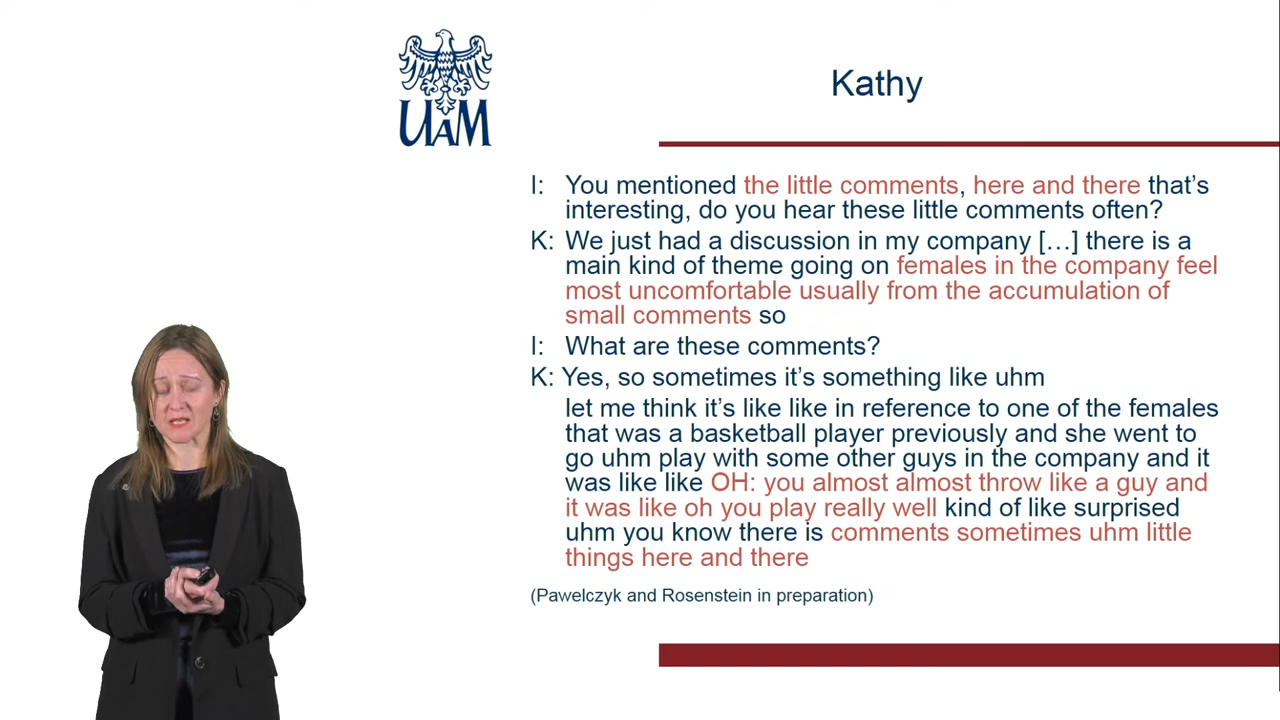 UAM
Kathy
I: You mentioned the little comments, here and there that’s
interesting, do you hear these little comments often?
K: We just had a discussion in my company […] there is a
main kind of theme going on females in the company feel
most uncomfortable usually from the accumulation of
small comments so
I: What are these comments?
K: Yes, so sometimes it’s something like uhm
let me think it’s like like in reference to one of the females
that was a basketball player previously and she went to
go uhm play with some other guys in the company and it
was like like OH: you almost almost throw like a guy and
it was like oh you play really well kind of like surprised
uhm you know there is comments sometimes uhm little
things here and there
(Pawelczyk and Rosenstein in preparation)